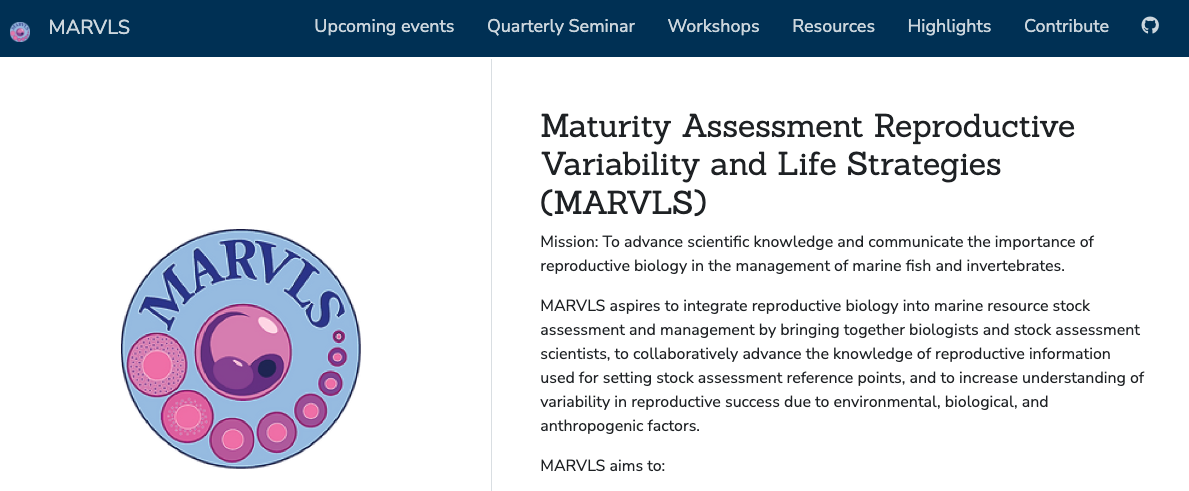 MARVLS
Upcoming events
Quarterly Seminar
Workshops
Resources
Highlights
Contribute
MARVLS
Maturity Assessment Reproductive
Variability and Life Strategies
(MARVLS)
Mission: To advance scientific knowledge and communicate the importance of
reproductive biology in the management of marine fish and invertebrates.
MARVLS aspires to integrate reproductive biology into marine resource stock
assessment and management by bringing together biologists and stock assessment
scientists, to collaboratively advance the knowledge of reproductive information
used for setting stock assessment reference points, and to increase understanding of
variability in reproductive success due to environmental, biological, and
anthropogenic factors.
MARVLS aims to: